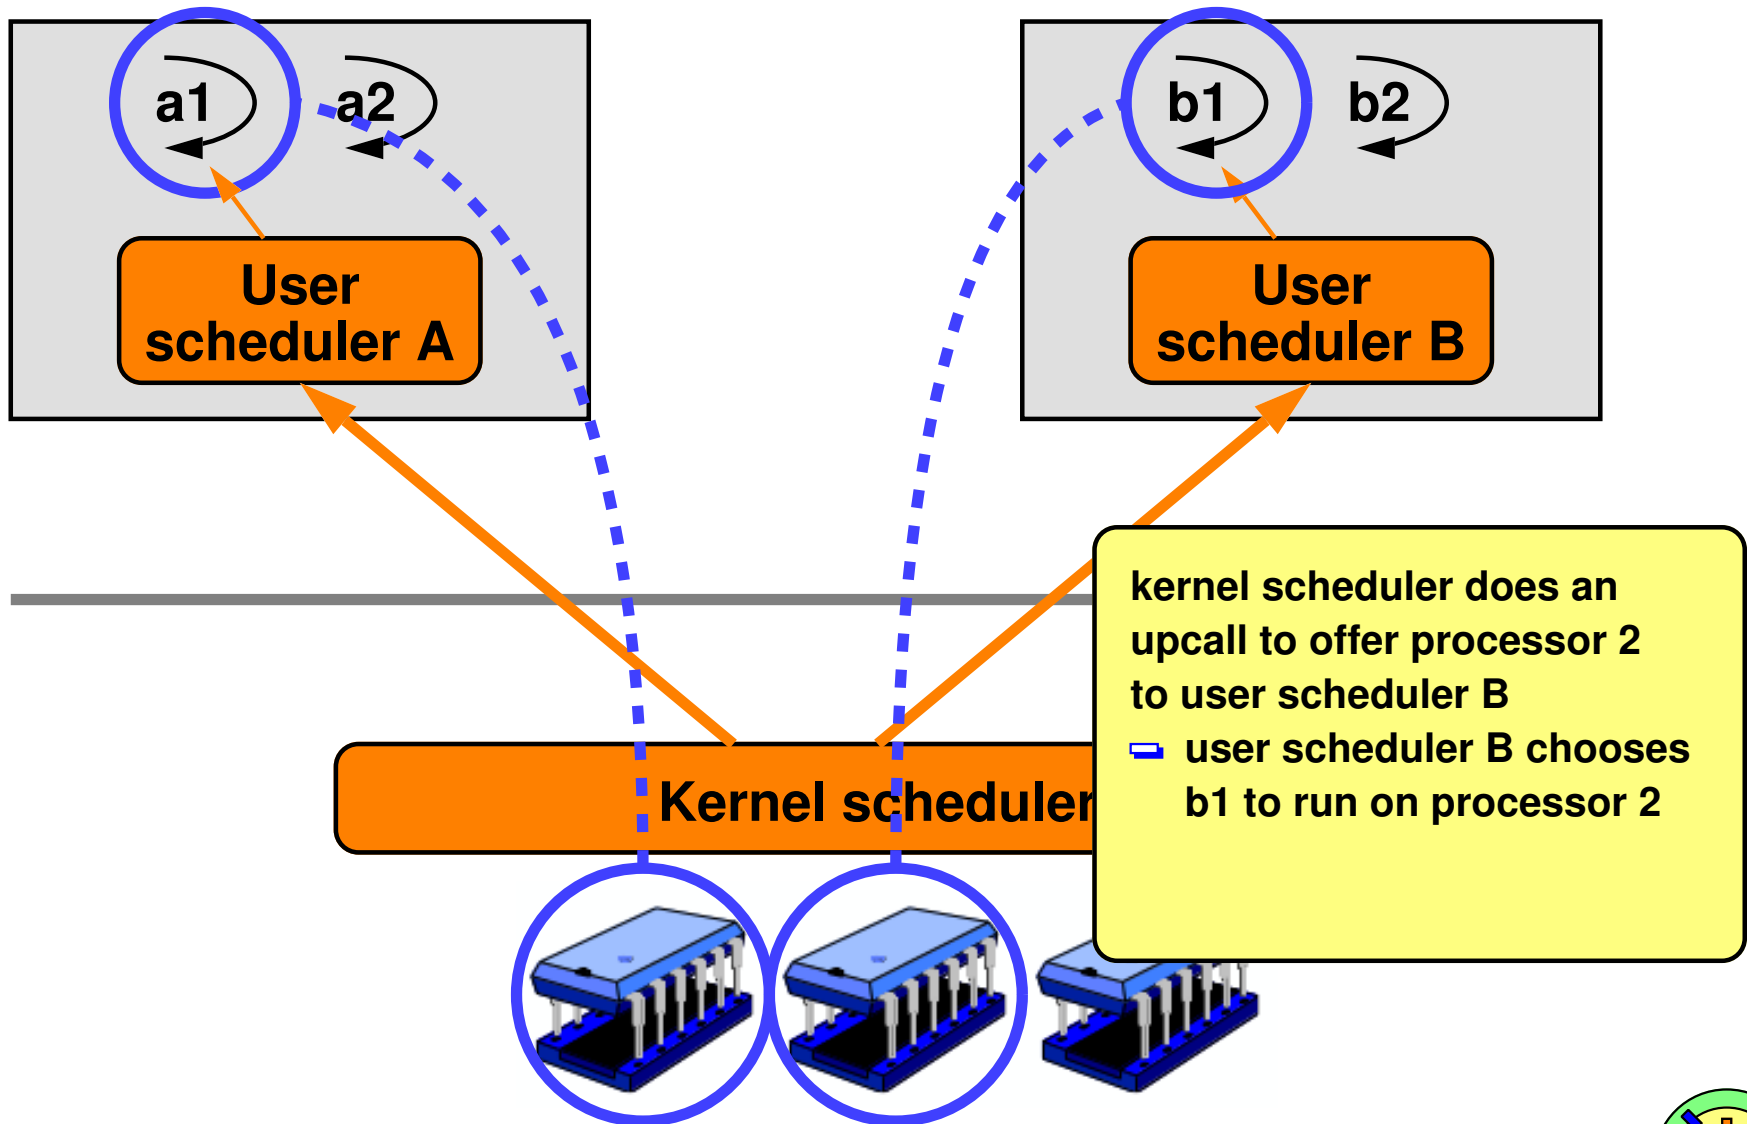 a1
a2
b1
b2
User
scheduler A
User
scheduler B
kernel scheduler does an
upcall to offer processor 2
to user scheduler B
user scheduler B chooses
b1 to run on processor 2
Kernel scheduler